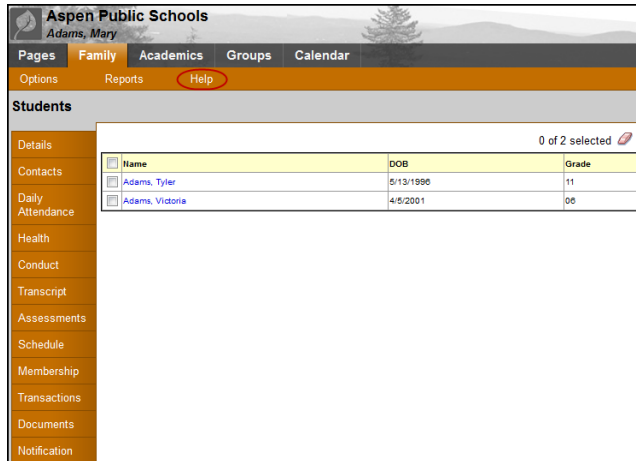 Aspen Public Schools
Adams, Mary
Pages Family Academics Groups Calendar
Options Reports Help
Students
0 of 2 selected
Details
Contacts
Daily
Attendance
Health
Conduct
Transcript
Assessments
Schedule
Membership
Transactions
Documents
Notification
Name DOB Grade
Adams, Tyler 5/13/1996 11
Adams, Victoria 4/5/2001 06